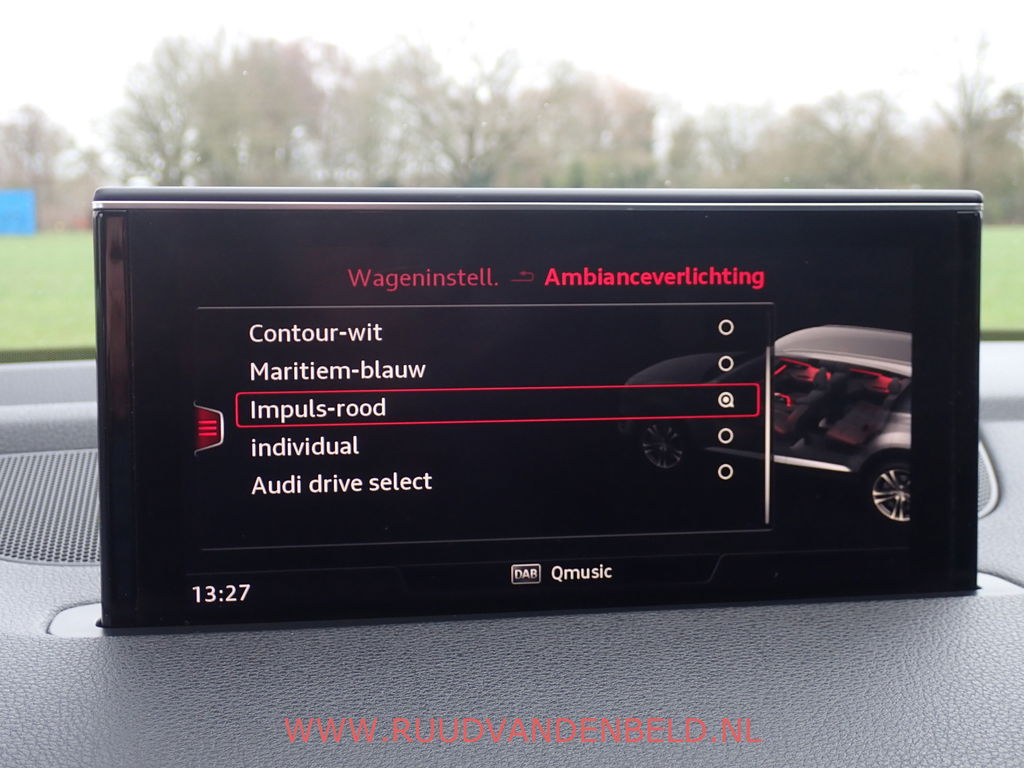 Wageninstell. Ambianceverlichting
Contour-wit
Maritiem-blauw
Impuls-rood
individual
Audi drive select
DAB Qmusic
13:27
WWW.RUUDVANDENBELD.NL